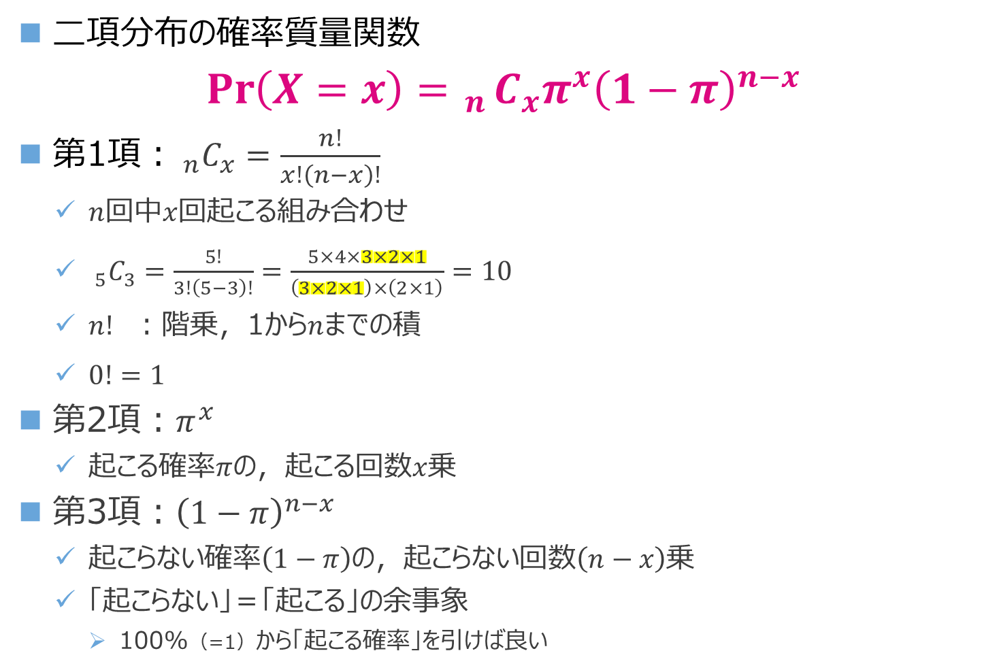 ■ 二項分布の確率質量関数
Pr(X = x) = ₙCₓπˣ(1 − π)ⁿ⁻ˣ
■ 第1項： ₙCₓ = n!/x!(n−x)!
✓ n回中x回起こる組み合わせ
✓ ₅C₃ = 5!/3!(5−3)! = 5×4×3×2×1/(3×2×1)×(2×1) = 10
✓ n! ：階乗，1からnまでの積
✓ 0! = 1
■ 第2項：πˣ
✓ 起こる確率πの，起こる回数x乗
■ 第3項：(1 − π)ⁿ⁻ˣ
✓ 起こらない確率(1 − π)の，起こらない回数(n − x)乗
✓ 「起こらない」＝「起こる」の余事象
➢ 100%（=1）から「起こる確率」を引けば良い